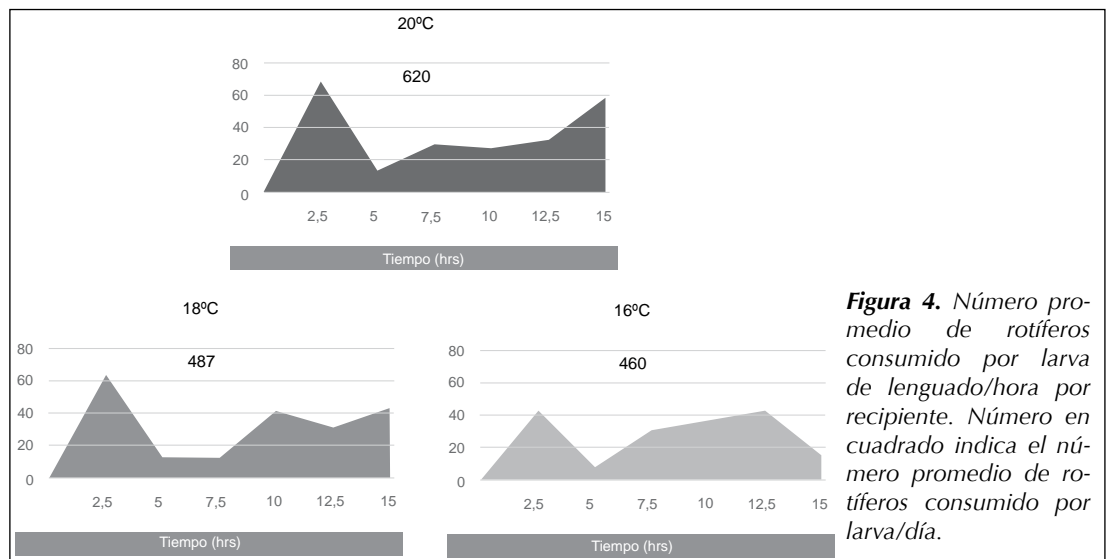 20ºC
80
60
40
20
0
620
2,5 5 7,5 10 12,5 15
Tiempo (hrs)
18ºC
80
60
40
20
0
487
2,5 5 7,5 10 12,5 15
Tiempo (hrs)
16ºC
80
60
40
20
0
460
2,5 5 7,5 10 12,5 15
Tiempo (hrs)
Figura 4. Número pro-
medio de rotíferos
consumido por larva
de lenguado/hora por
recipiente. Número en
cuadrado indica el nú-
mero promedio de ro-
tíferos consumido por
larva/día.